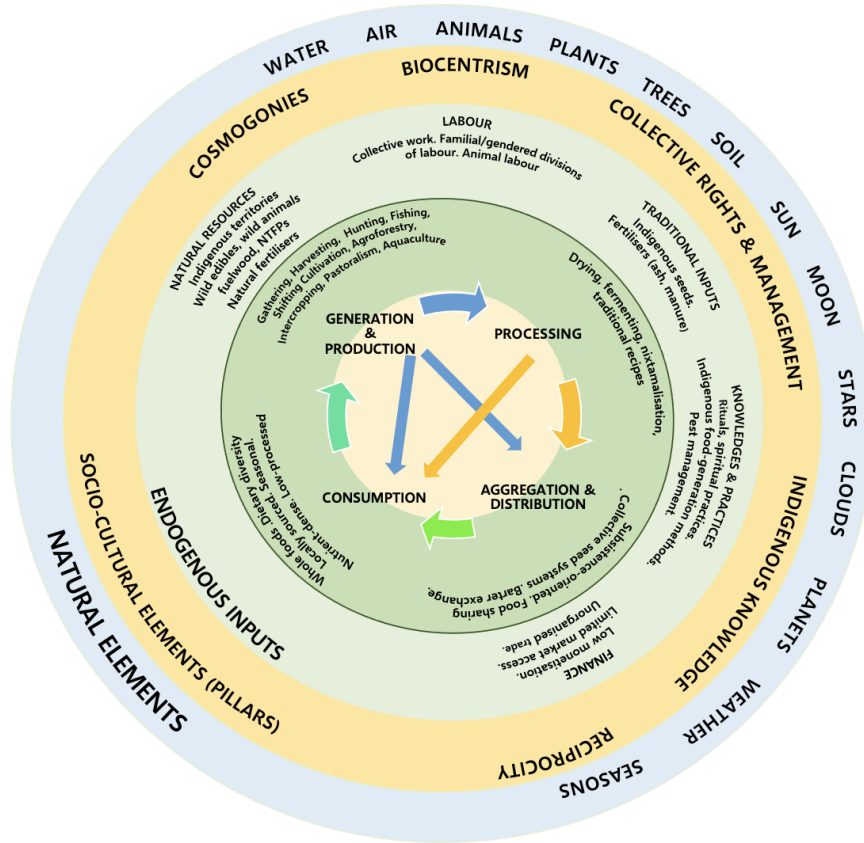 WATER
AIR
ANIMALS
PLANTS
TREES
SOIL
SUN
MOON
STARS
CLOUDS
PLANETS
WEATHER
SEASONS
NATURAL ELEMENTS
COSMOGONIES
BIOCENTRISM
COLLECTIVE RIGHTS & MANAGEMENT
INDIGENOUS KNOWLEDGE
RECIPROCITY
SOCIO-CULTURAL ELEMENTS (PILLARS)
LABOUR
Collective work. Familial/gendered divisions
of labour. Animal labour
TRADITIONAL INPUTS
Indigenous seeds.
Fertilisers (ash, manure)
KNOWLEDGES & PRACTICES
Rituals, spiritual practices.
Indigenous food-generation methods.
Pest management.
FINANCE
Low monetisation.
Limited market access.
Unorganised trade.
ENDOGENOUS INPUTS
NATURAL RESOURCES
Indigenous territories
Wild edibles, wild animals
fuelwood, NTFPs
Natural fertilisers
Gathering, Harvesting, Hunting, Fishing,
Shifting Cultivation, Agroforestry,
Intercropping, Pastoralism, Aquaculture
Drying, fermenting, nixtamalisation,
traditional recipes
Subsistence-oriented. Food sharing
. Collective seed systems. Barter exchange.
Whole foods. Dietary diversity
Locally sourced. Seasonal.
Nutrient-dense. Low-processed
GENERATION
&
PRODUCTION
PROCESSING
AGGREGATION &
DISTRIBUTION
CONSUMPTION